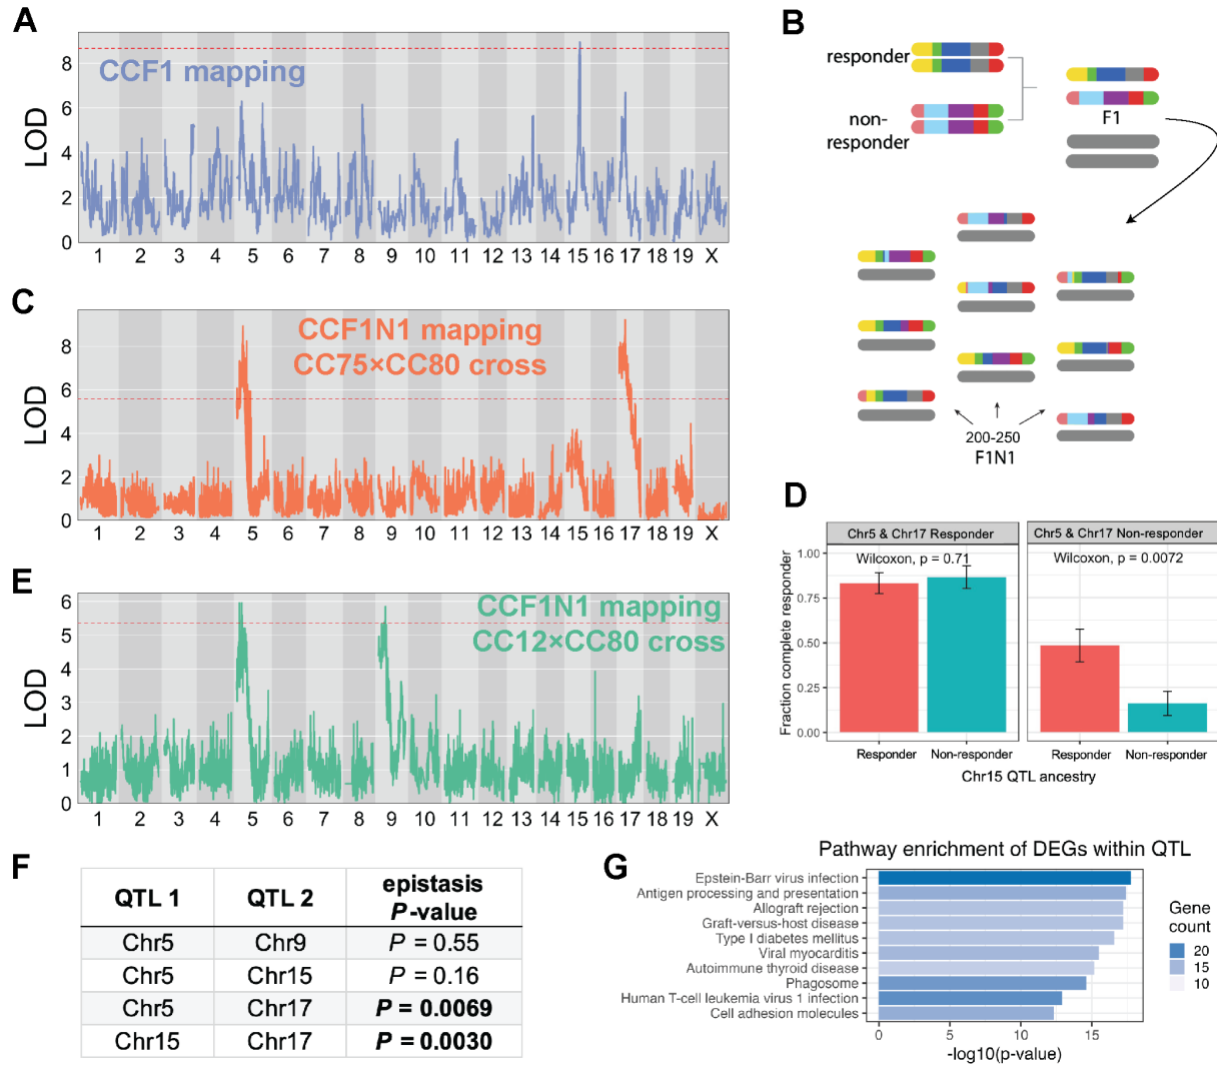 A
CCF1 mapping
LOD
8
6
4
2
0
1 2 3 4 5 6 7 8 9 10 11 12 13 14 15 16 17 18 19 X
B
responder
non-
responder
F1
200-250
F1N1
C
CCF1N1 mapping
CC75×CC80 cross
LOD
8
6
4
2
0
1 2 3 4 5 6 7 8 9 10 11 12 13 14 15 16 17 18 19 X
D
Chr5 & Chr17 Responder
Chr5 & Chr17 Non-responder
Wilcoxon, p = 0.71
Wilcoxon, p = 0.0072
Fraction complete responder
1.00
0.75
0.50
0.25
0.00
Responder Non-responder Responder Non-responder
Chr15 QTL ancestry
E
CCF1N1 mapping
CC12×CC80 cross
LOD
6
5
4
3
2
1
0
1 2 3 4 5 6 7 8 9 10 11 12 13 14 15 16 17 18 19 X
F
QTL 1 QTL 2 epistasis
P-value
Chr5 Chr9 P = 0.55
Chr5 Chr15 P = 0.16
Chr5 Chr17 P = 0.0069
Chr15 Chr17 P = 0.0030
G
Pathway enrichment of DEGs within QTL
Epstein-Barr virus infection
Antigen processing and presentation
Allograft rejection
Graft-versus-host disease
Type I diabetes mellitus
Viral myocarditis
Autoimmune thyroid disease
Phagosome
Human T-cell leukemia virus 1 infection
Cell adhesion molecules
0 5 10 15
-log10(p-value)
Gene
count
20
15
10